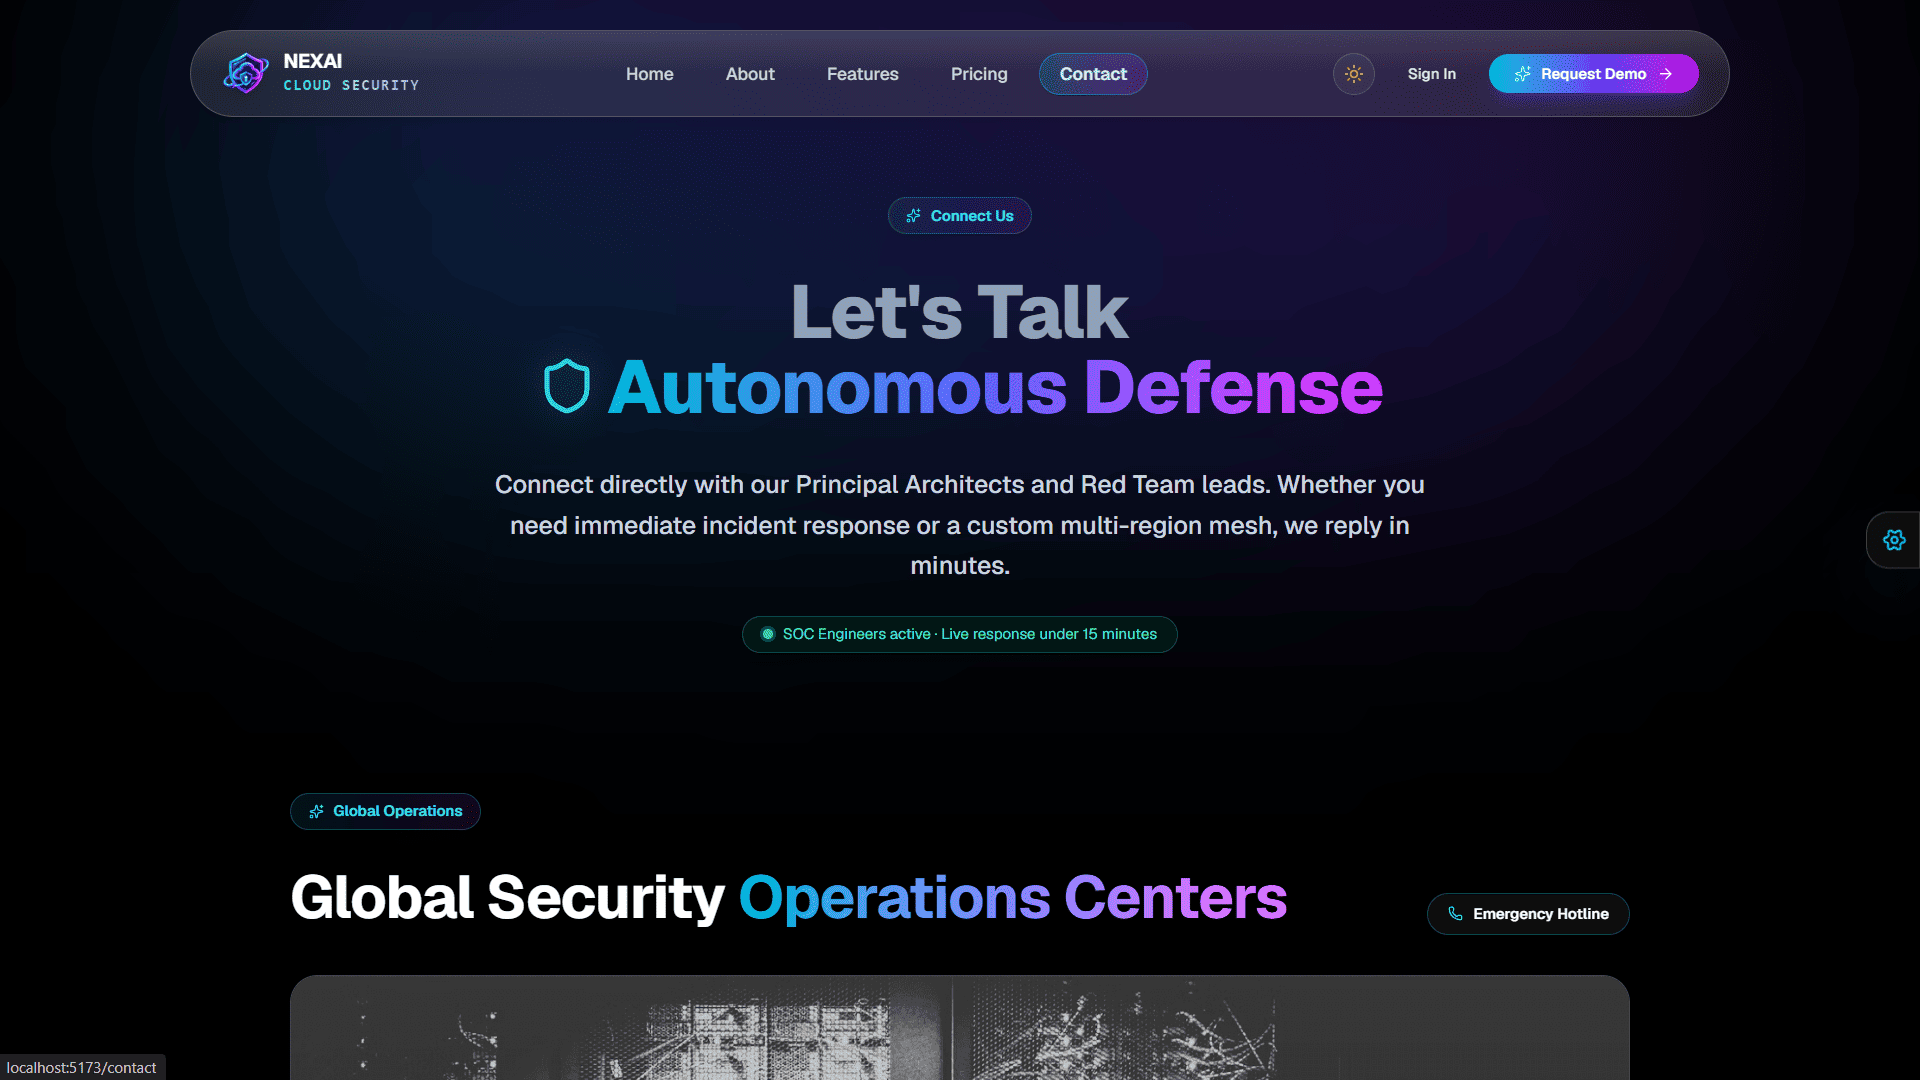 NEXAI
CLOUD SECURITY
Home
About
Features
Pricing
Contact
Sign In
Request Demo
Connect Us
Let's Talk
Autonomous Defense
Connect directly with our Principal Architects and Red Team leads. Whether you
need immediate incident response or a custom multi-region mesh, we reply in
minutes.
SOC Engineers active · Live response under 15 minutes
Global Operations
Global Security Operations Centers
Emergency Hotline
localhost:5173/contact